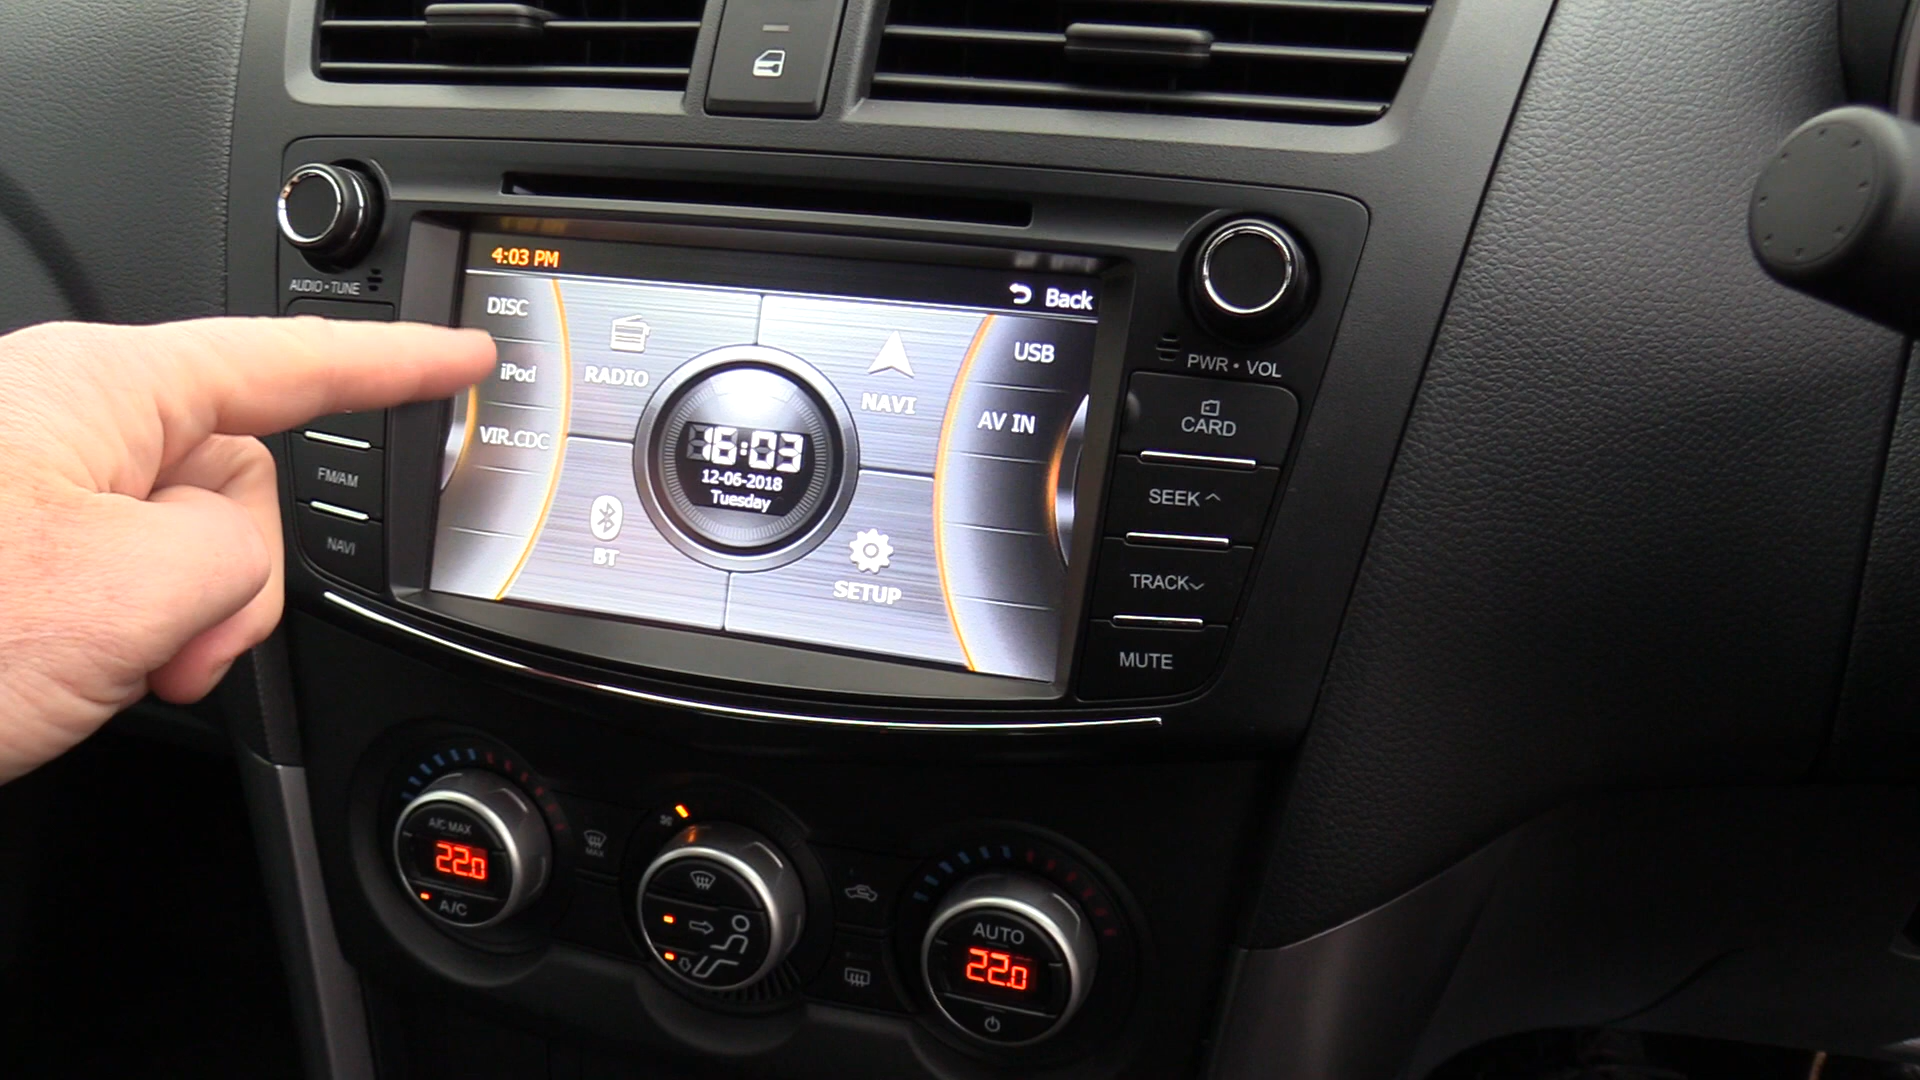 4:03 PM
Back
AUDIO•TUNE
PWR • VOL
DISC
iPod
VIR.CDC
RADIO
NAVI
USB
AV IN
16:03
12-06-2018
Tuesday
BT
SETUP
FM/AM
NAVI
CARD
SEEK
TRACK
MUTE
A/C MAX
22.0
A/C
MAX
AUTO
22.0